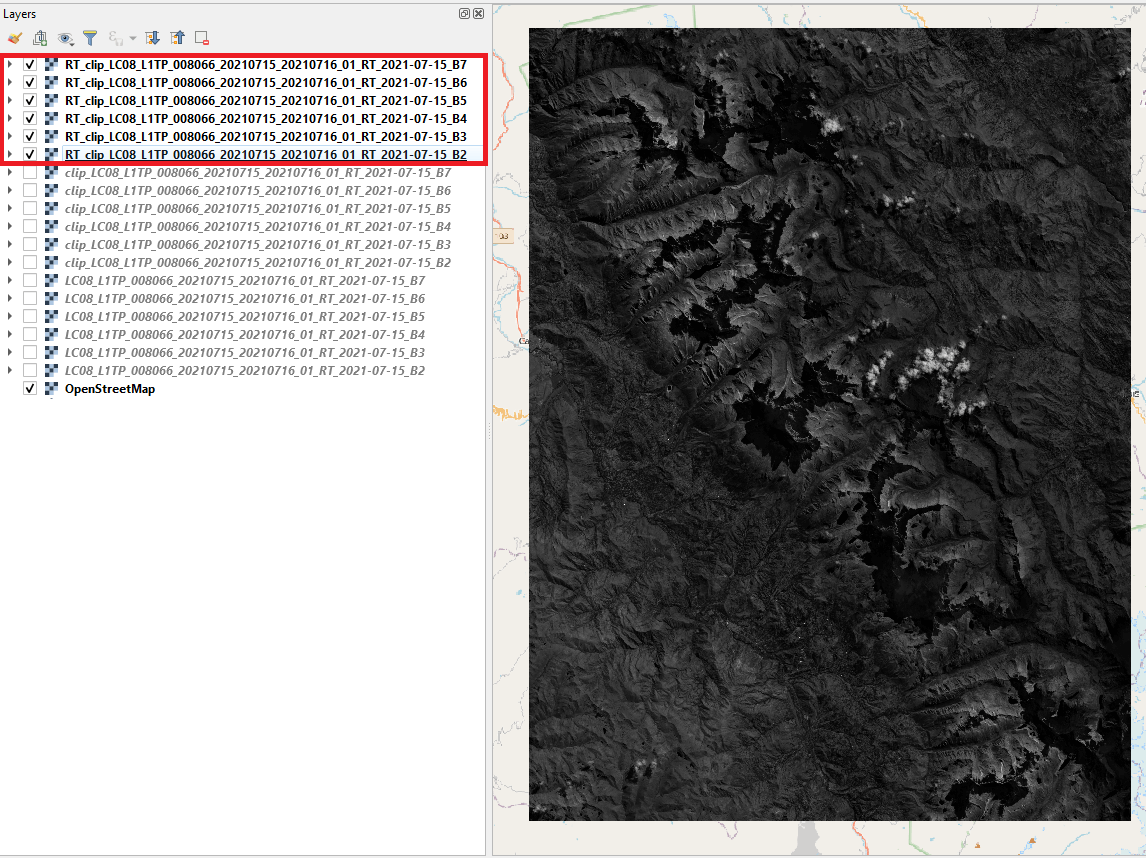 Layers
RT_clip_LC08_L1TP_008066_20210715_20210716_01_RT_2021-07-15_B7
RT_clip_LC08_L1TP_008066_20210715_20210716_01_RT_2021-07-15_B6
RT_clip_LC08_L1TP_008066_20210715_20210716_01_RT_2021-07-15_B5
RT_clip_LC08_L1TP_008066_20210715_20210716_01_RT_2021-07-15_B4
RT_clip_LC08_L1TP_008066_20210715_20210716_01_RT_2021-07-15_B3
RT_clip_LC08_L1TP_008066_20210715_20210716_01_RT_2021-07-15_B2
clip_LC08_L1TP_008066_20210715_20210716_01_RT_2021-07-15_B7
clip_LC08_L1TP_008066_20210715_20210716_01_RT_2021-07-15_B6
clip_LC08_L1TP_008066_20210715_20210716_01_RT_2021-07-15_B5
clip_LC08_L1TP_008066_20210715_20210716_01_RT_2021-07-15_B4
clip_LC08_L1TP_008066_20210715_20210716_01_RT_2021-07-15_B3
clip_LC08_L1TP_008066_20210715_20210716_01_RT_2021-07-15_B2
LC08_L1TP_008066_20210715_20210716_01_RT_2021-07-15_B7
LC08_L1TP_008066_20210715_20210716_01_RT_2021-07-15_B6
LC08_L1TP_008066_20210715_20210716_01_RT_2021-07-15_B5
LC08_L1TP_008066_20210715_20210716_01_RT_2021-07-15_B4
LC08_L1TP_008066_20210715_20210716_01_RT_2021-07-15_B3
LC08_L1TP_008066_20210715_20210716_01_RT_2021-07-15_B2
OpenStreetMap
Ca